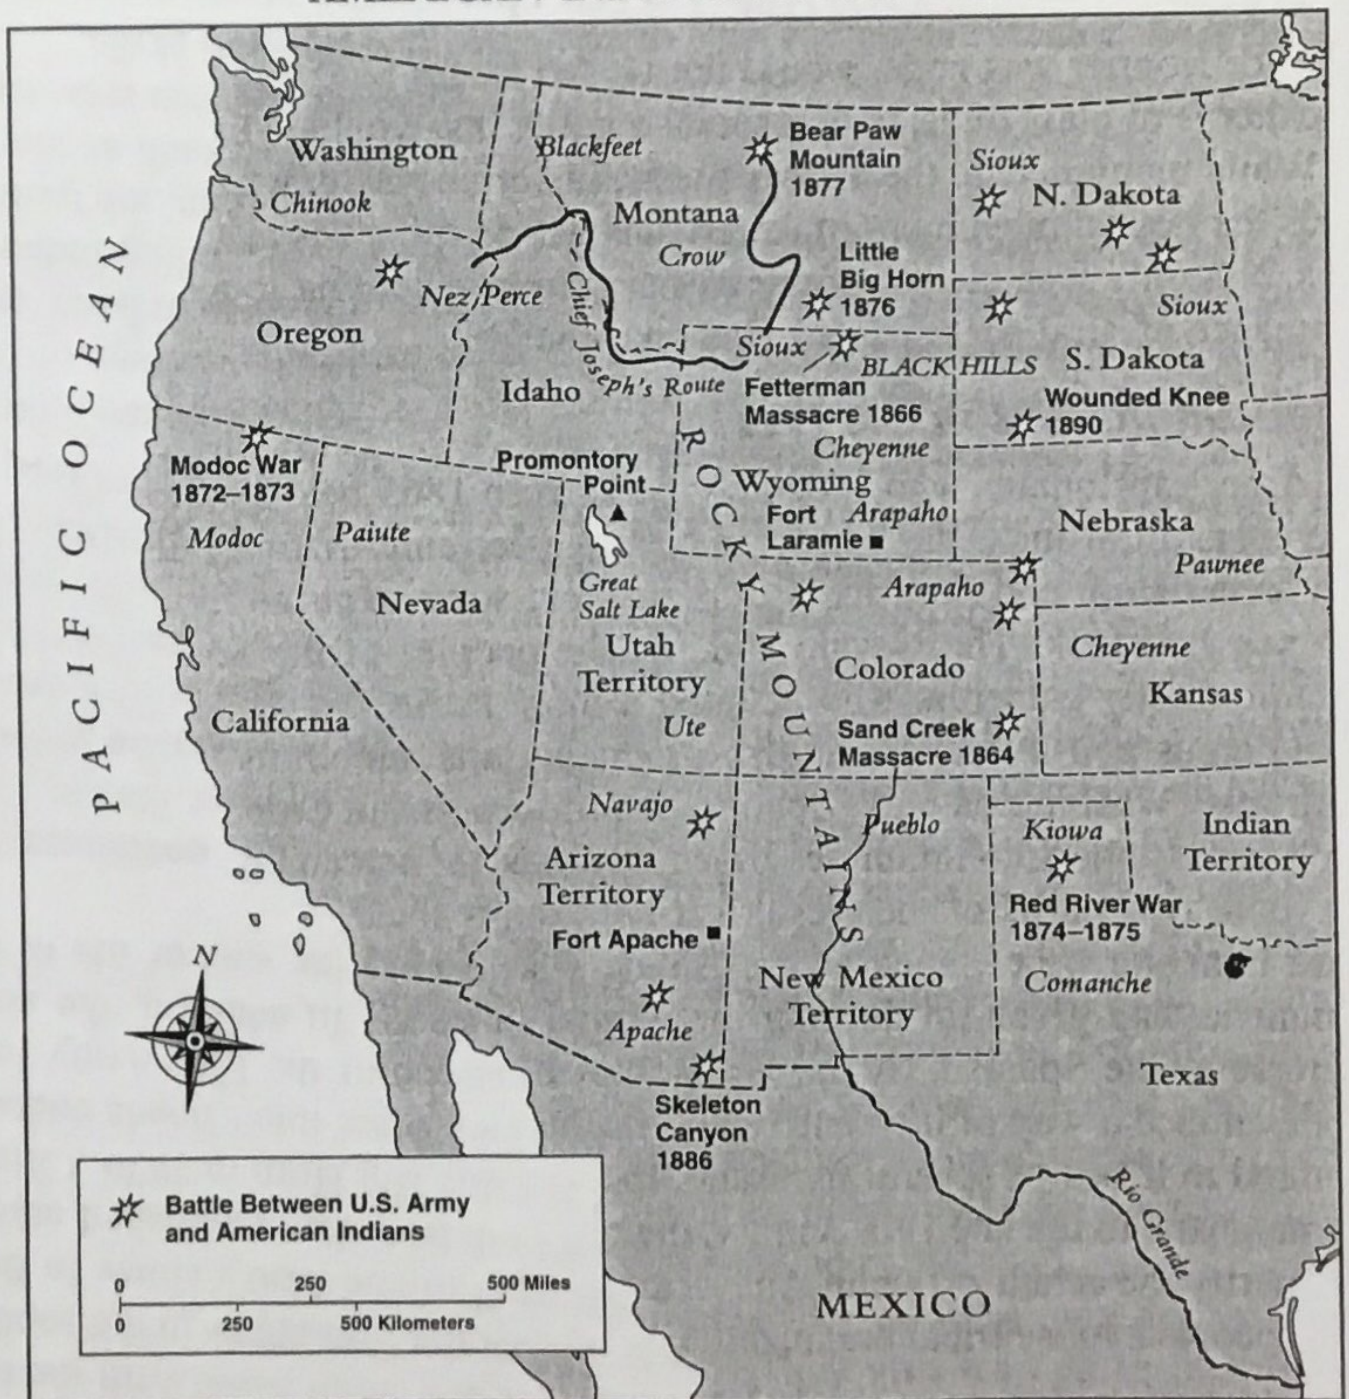 Washington
Chinook
Blackfeet
Bear Paw
Mountain
1877
Sioux
N. Dakota
Montana
Crow
Little
Big Horn
1876
Nez Perce
Oregon
Chief Joseph's Route
Idaho
Sioux
BLACK HILLS
Fetterman
Massacre 1866
Sioux
S. Dakota
Wounded Knee
1890
Modoc War
1872–1873
Modoc
Promontory
Point
Cheyenne
Wyoming
Fort
Laramie
Arapaho
Nebraska
Pawnee
Paiute
Nevada
Great
Salt Lake
Utah
Territory
Ute
ROCKY MOUNTAINS
Arapaho
Colorado
Cheyenne
Kansas
PACIFIC OCEAN
California
Sand Creek
Massacre 1864
Navajo
Arizona
Territory
Fort Apache
Apache
Pueblo
New Mexico
Territory
Kiowa
Red River War
1874–1875
Comanche
Indian
Territory
Texas
Skeleton
Canyon
1886
Rio Grande
MEXICO
N
Battle Between U.S. Army
and American Indians
0 250 500 Miles
0 250 500 Kilometers